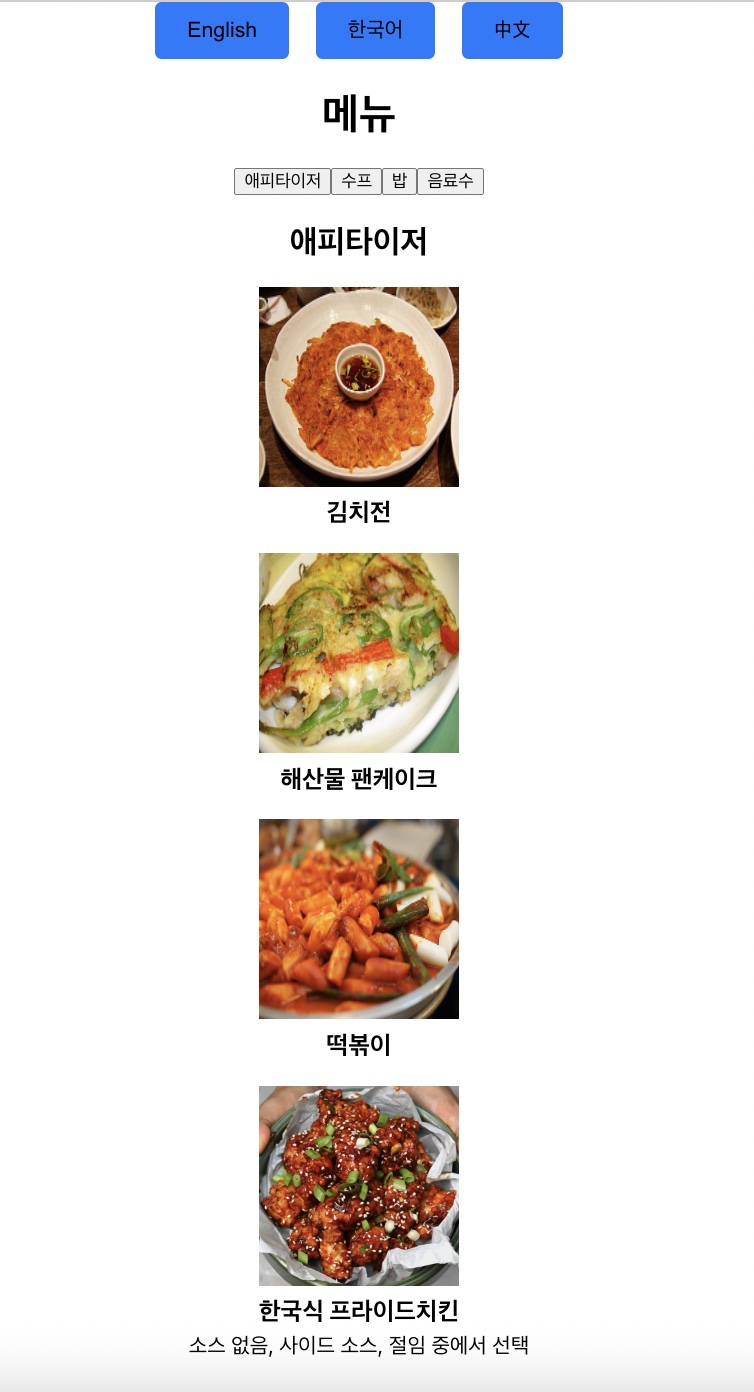 English 한국어 中文
메뉴
애피타이저 수프 밥 음료수
애피타이저
김치전
해산물 팬케이크
떡볶이
한국식 프라이드치킨
소스 없음, 사이드 소스, 절임 중에서 선택